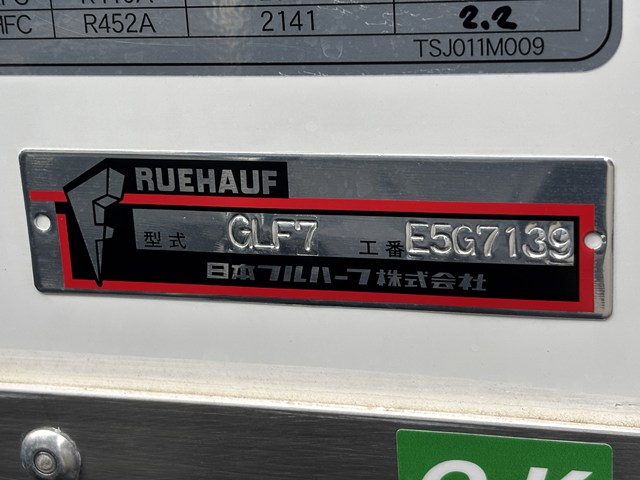 HFC R452A 2141 2.2
TSJ011M009
FRUEHAUF
型式 GLF7 工番 E5G7139
日本フルハーフ株式会社